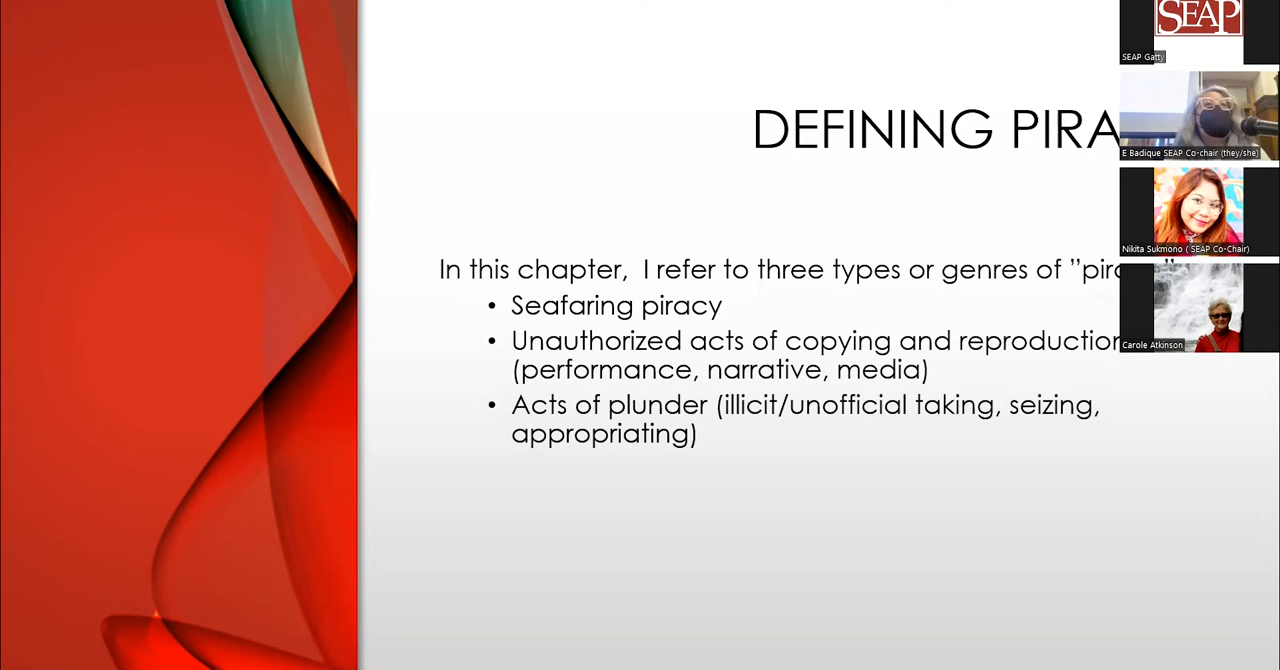 DEFINING PIRA
In this chapter, I refer to three types or genres of ”pira
• Seafaring piracy
• Unauthorized acts of copying and reproduction
(performance, narrative, media)
• Acts of plunder (illicit/unofficial taking, seizing,
appropriating)
SEAP
SEAP Gatty
E Badique SEAP Co-chair (they/she)
Nikita Sukmono ( SEAP Co-Chair)
Carole Atkinson